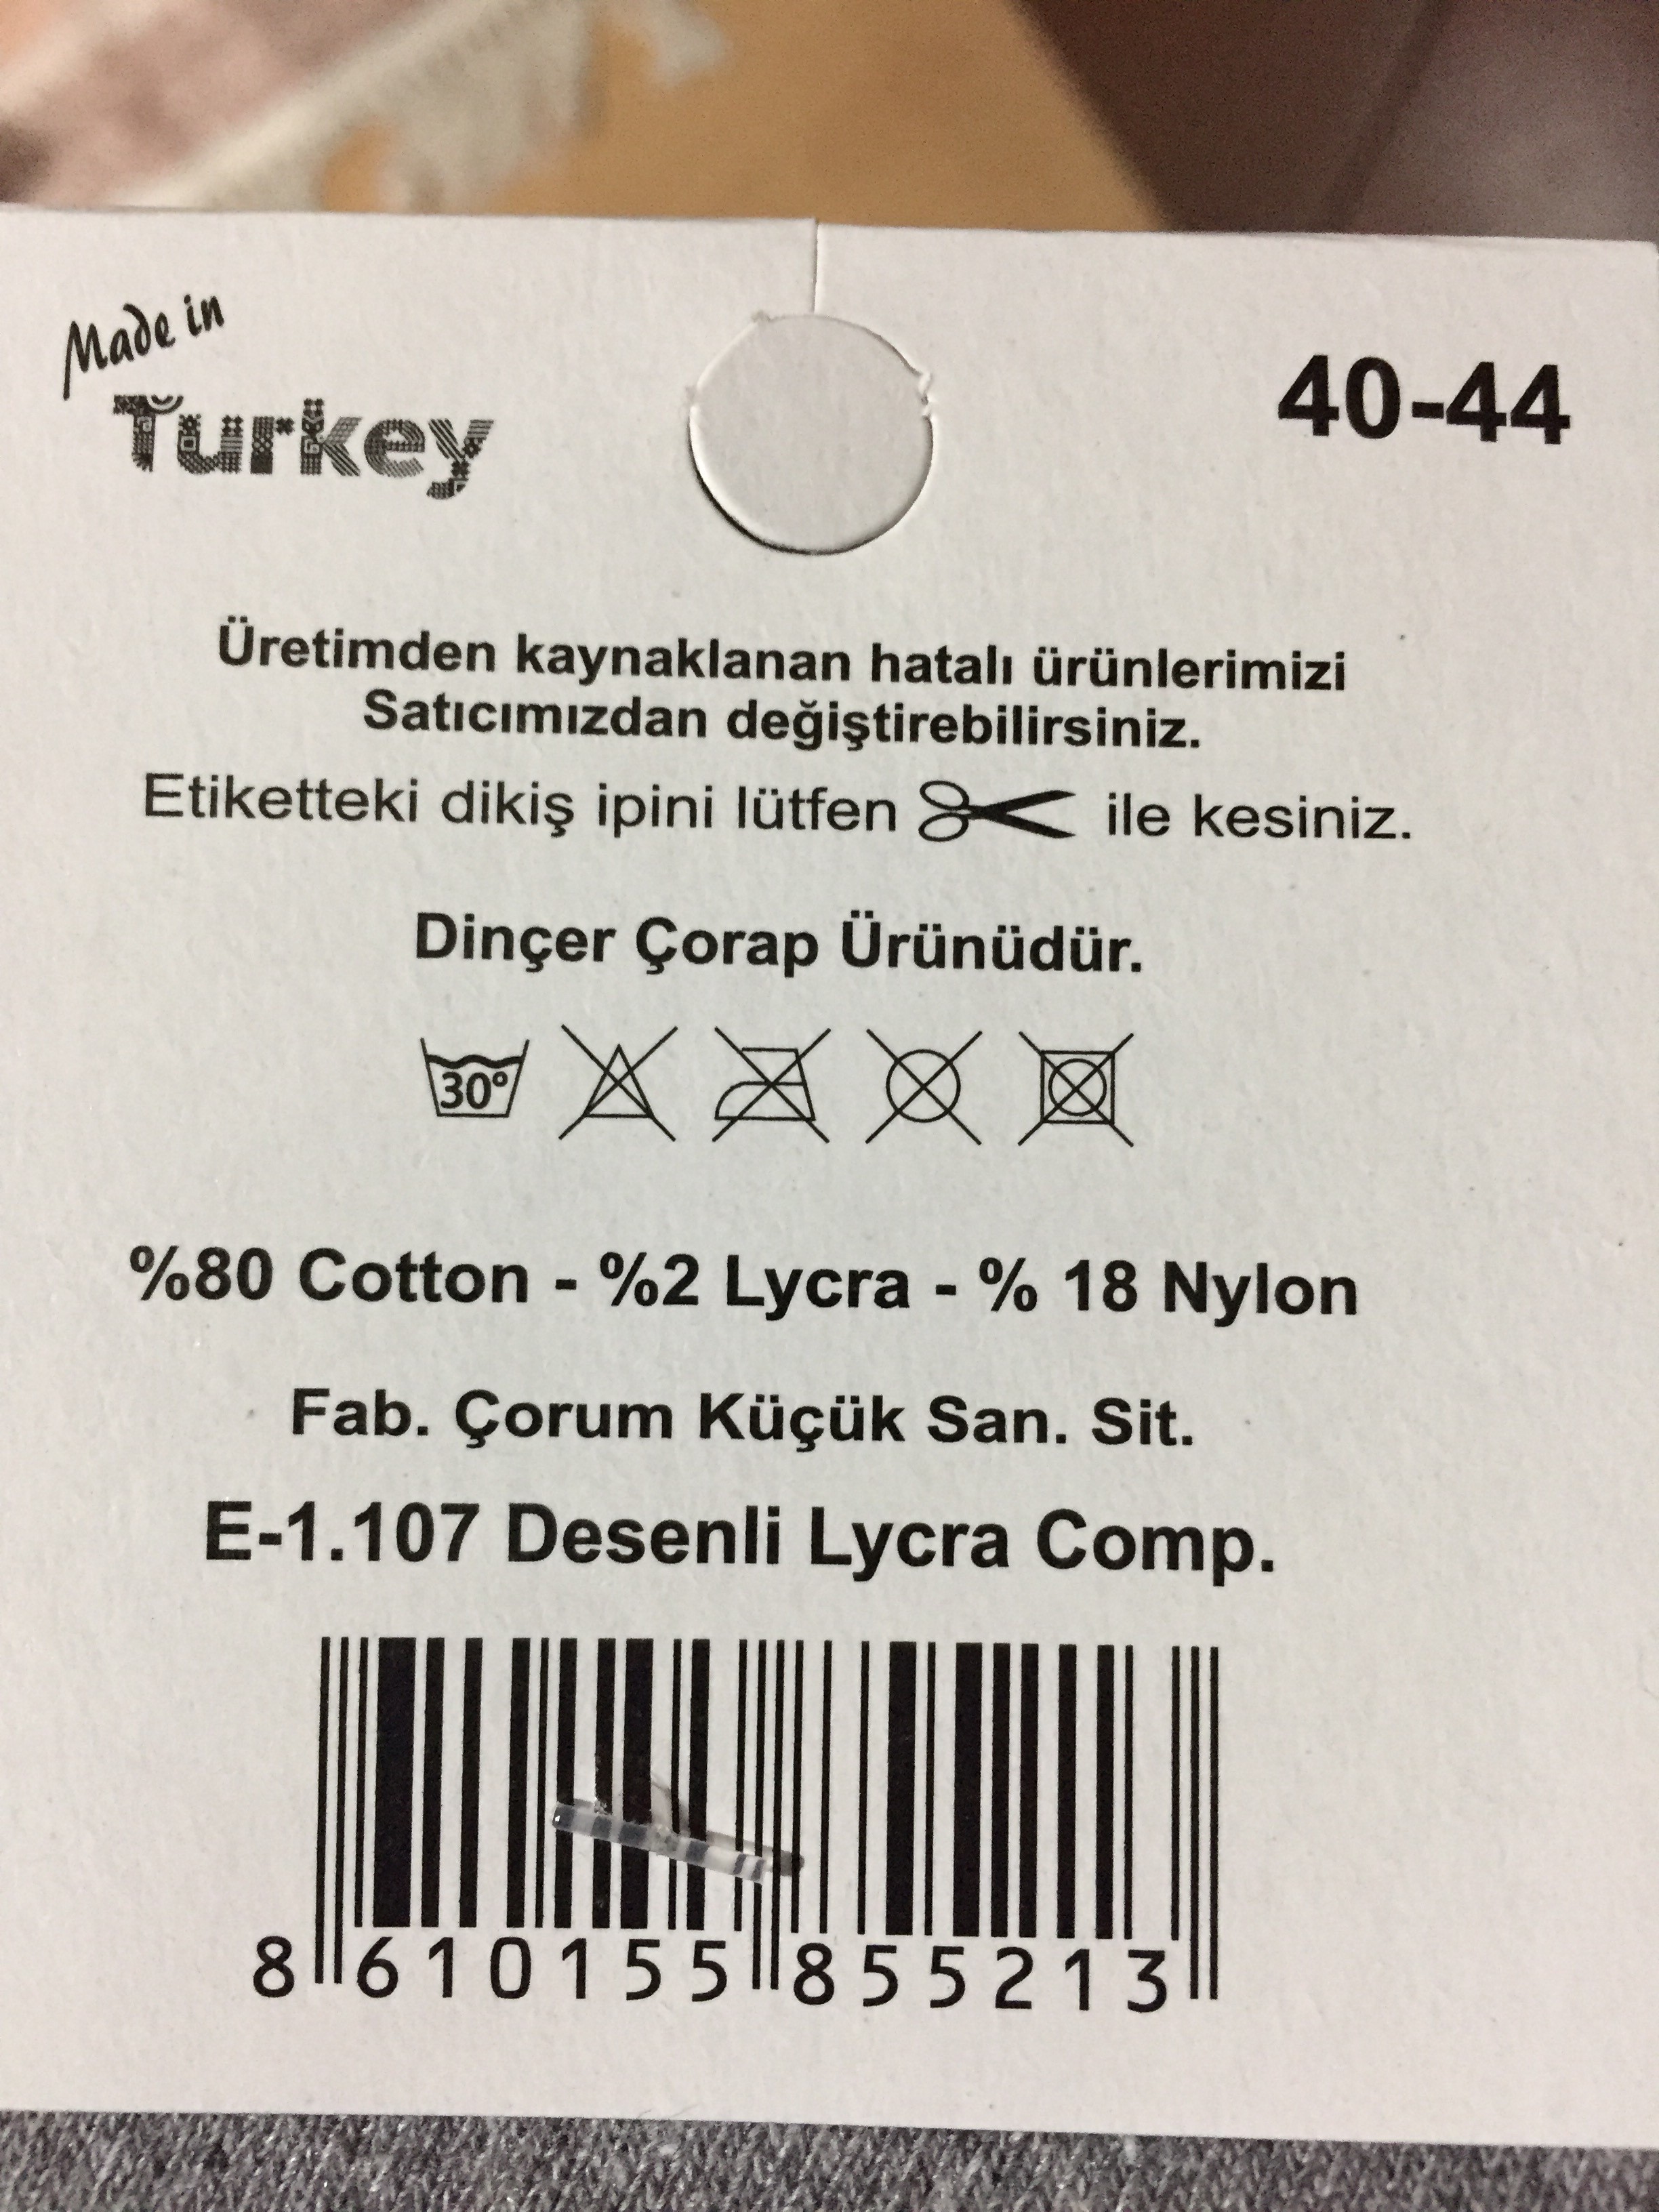 Made in
Turkey
40-44
Üretimden kaynaklanan hatalı ürünlerimizi
Satıcımızdan değiştirebilirsiniz.
Etiketteki dikiş ipini lütfen ile kesiniz.
Dinçer Çorap Ürünüdür.
30°
%80 Cotton - %2 Lycra - % 18 Nylon
Fab. Çorum Küçük San. Sit.
E-1.107 Desenli Lycra Comp.
8 610155 855213